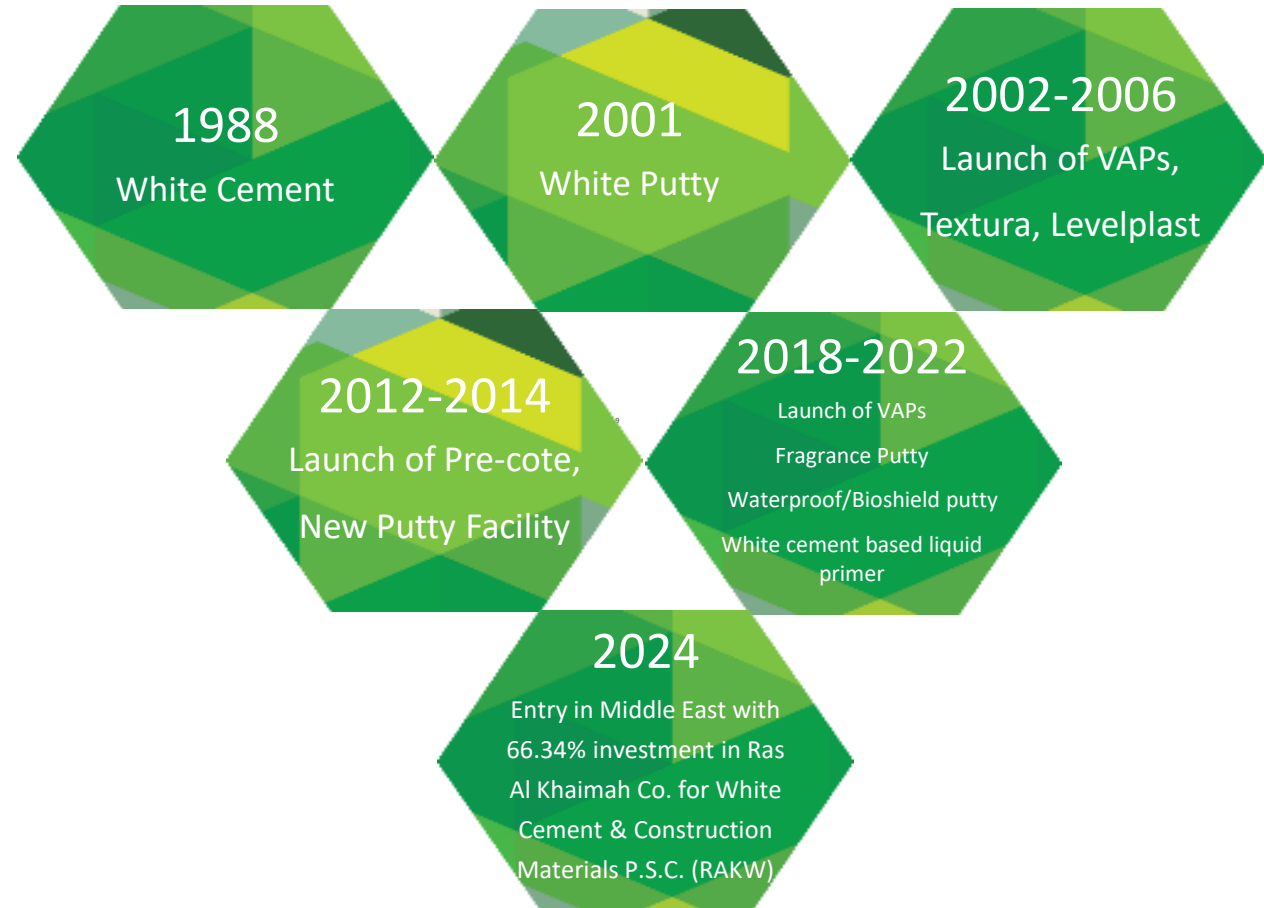 1988
White Cement
2001
White Putty
2002-2006
Launch of VAPs,
Textura, Levelplast
2012-2014
Launch of Pre-cote,
New Putty Facility
9
2018-2022
Launch of VAPs
Fragrance Putty
Waterproof/Bioshield putty
White cement based liquid
primer
2024
Entry in Middle East with
66.34% investment in Ras
Al Khaimah Co. for White
Cement & Construction
Materials P.S.C. (RAKW)